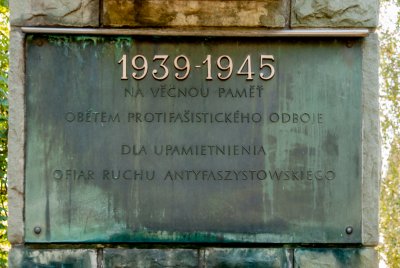 1939-1945
NA VĚČNOU PAMĚŤ
OBĚTEM PROTIFAŠISTICKÉHO ODBOJE
DLA UPAMIETNIENIA
OFIAR RUCHU ANTYFASZYSTOWSKIEGO